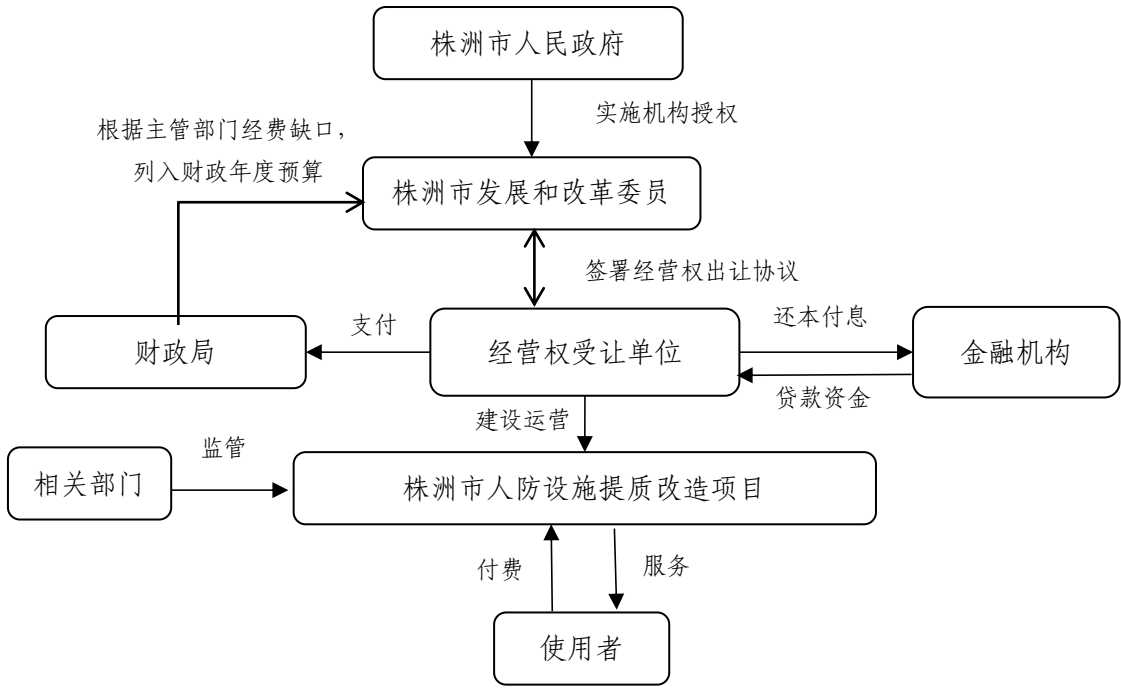 株洲市人民政府
实施机构授权
根据主管部门经费缺口，
列入财政年度预算
株洲市发展和改革委员
签署经营权出让协议
财政局
支付
经营权受让单位
还本付息
金融机构
贷款资金
建设运营
相关部门
监管
株洲市人防设施提质改造项目
付费
服务
使用者